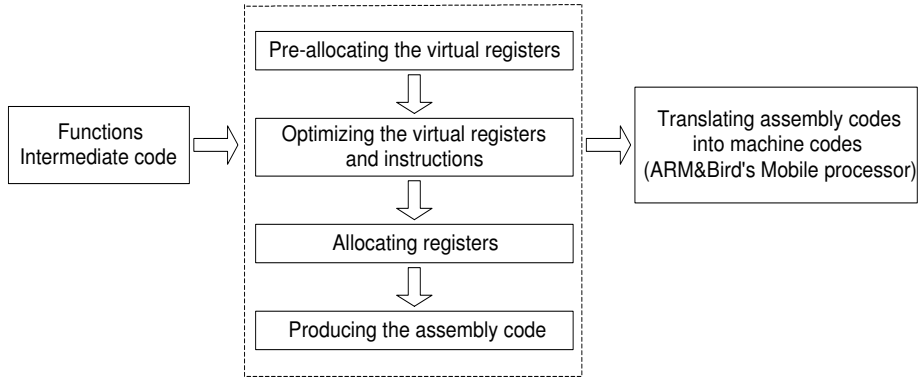 Functions
Intermediate code
Pre-allocating the virtual registers
Optimizing the virtual registers
and instructions
Allocating registers
Producing the assembly code
Translating assembly codes
into machine codes
(ARM&Bird's Mobile processor)